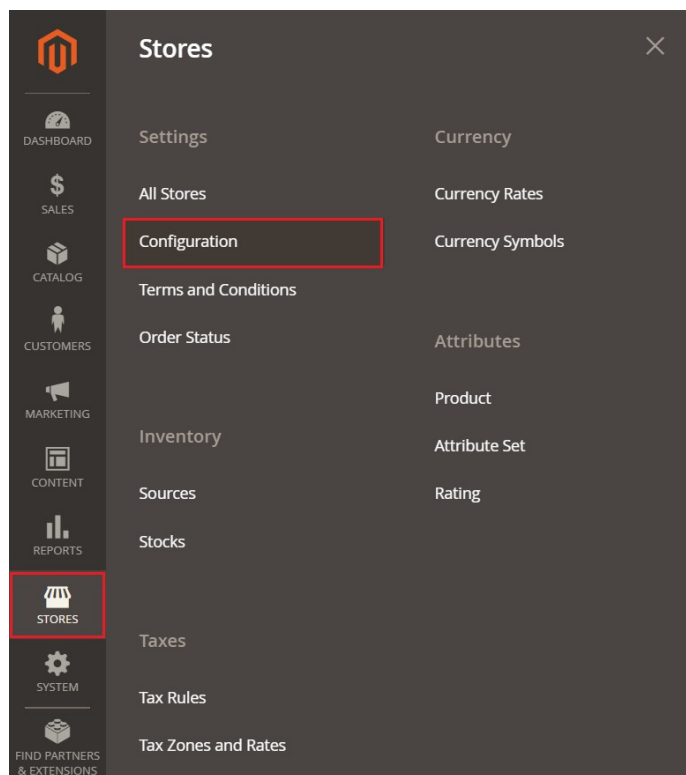 DASHBOARD
SALES
CATALOG
CUSTOMERS
MARKETING
CONTENT
REPORTS
STORES
SYSTEM
FIND PARTNERS
& EXTENSIONS
Stores
Settings
All Stores
Configuration
Terms and Conditions
Order Status
Inventory
Sources
Stocks
Taxes
Tax Rules
Tax Zones and Rates
Currency
Currency Rates
Currency Symbols
Attributes
Product
Attribute Set
Rating